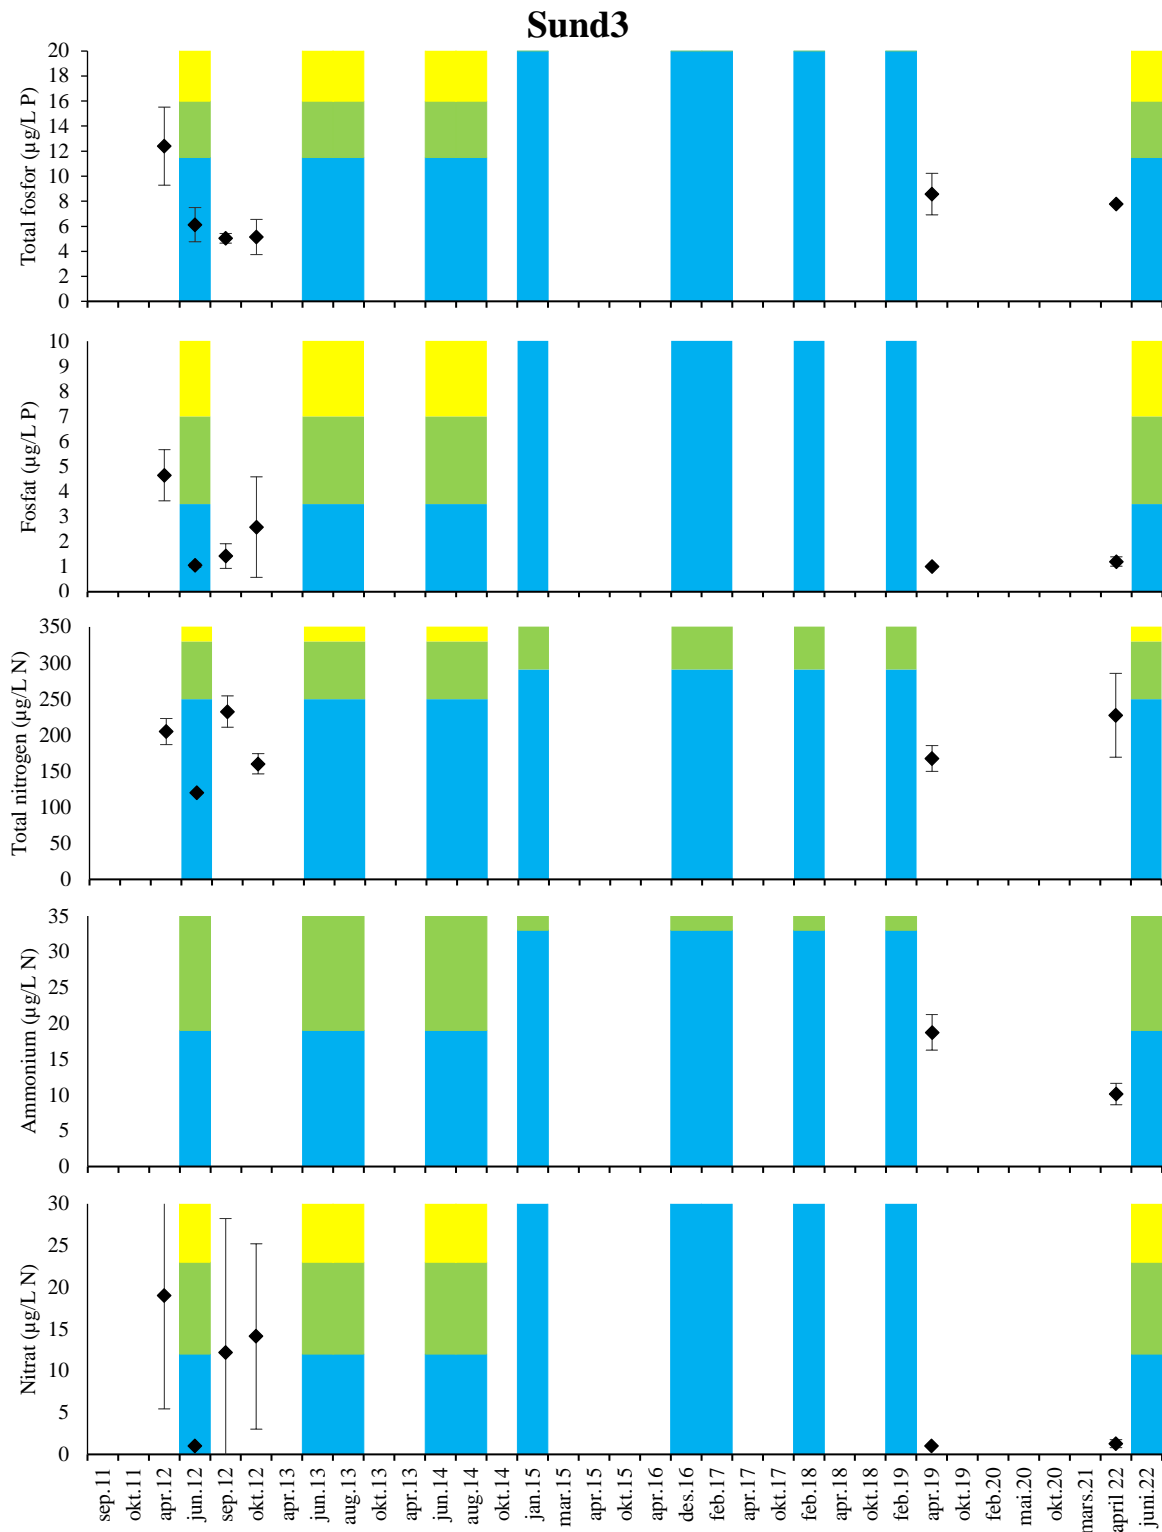 Sund3
Total fosfor (µg/L P)
20
18
16
14
12
10
8
6
4
2
0
Fosfat (µg/L P)
10
9
8
7
6
5
4
3
2
1
0
Total nitrogen (µg/L N)
350
300
250
200
150
100
50
0
Ammonium (µg/L N)
35
30
25
20
15
10
5
0
Nitrat (µg/L N)
30
25
20
15
10
5
0
sep.11
okt.11
apr.12
jun.12
sep.12
okt.12
apr.13
jun.13
aug.13
okt.13
apr.13
jun.14
aug.14
okt.14
jan.15
mar.15
apr.15
okt.15
apr.16
des.16
feb.17
apr.17
okt.17
feb.18
apr.18
okt.18
feb.19
apr.19
okt.19
feb.20
mai.20
okt.20
mars.21
april.22
juni.22